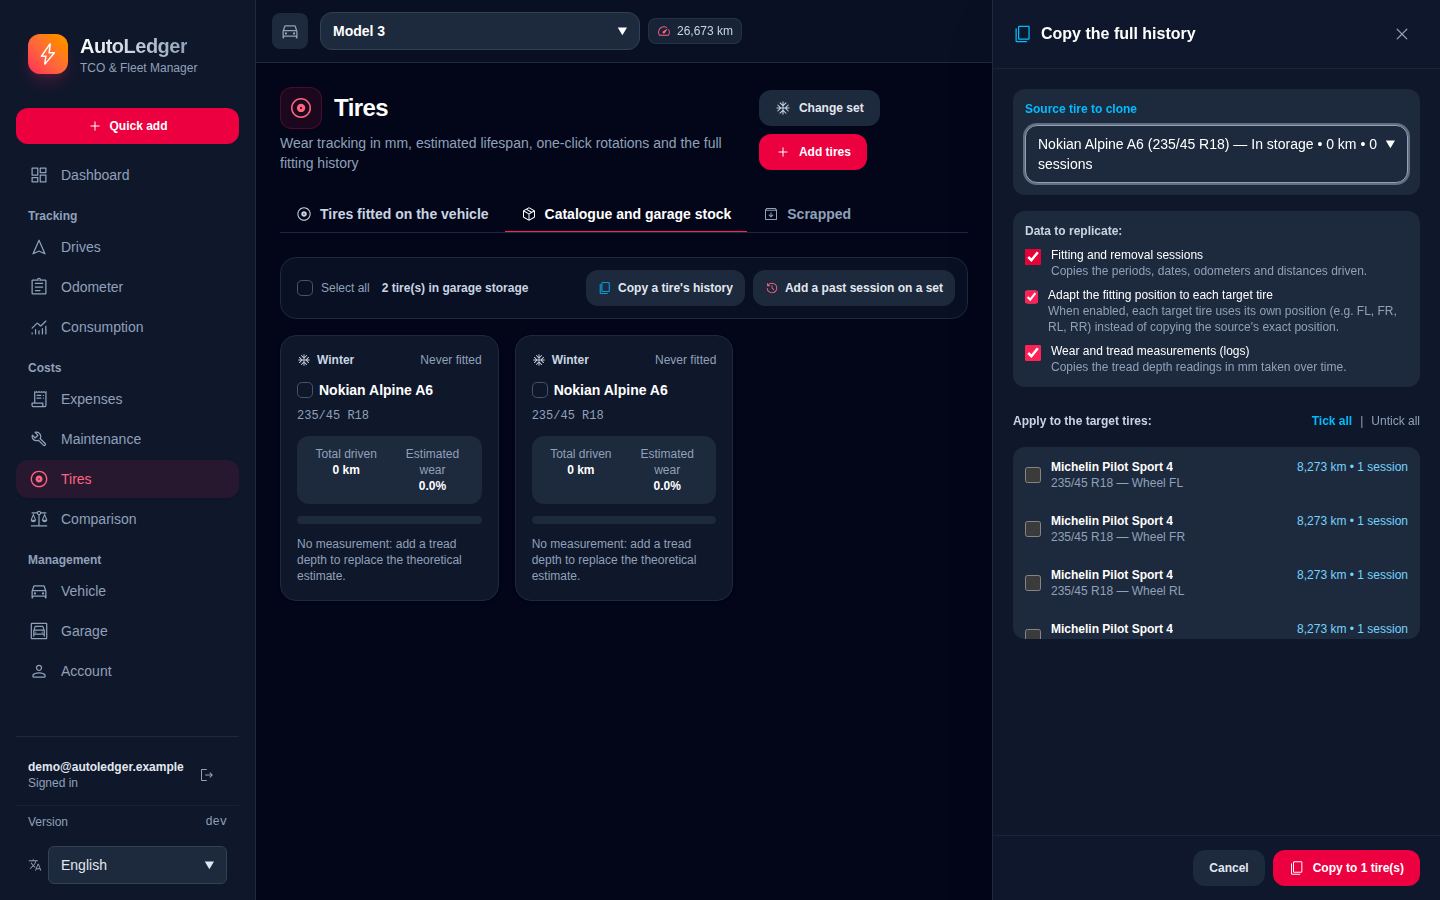 AutoLedger
TCO & Fleet Manager
Quick add
Dashboard
Tracking
Drives
Odometer
Consumption
Costs
Expenses
Maintenance
Tires
Comparison
Management
Vehicle
Garage
Account
demo@autoledger.example
Signed in
Version dev
English
Model 3
26,673 km
Tires
Wear tracking in mm, estimated lifespan, one-click rotations and the full
fitting history
Change set
Add tires
Tires fitted on the vehicle
Catalogue and garage stock
Scrapped
Select all
2 tire(s) in garage storage
Copy a tire's history
Add a past session on a set
Winter Never fitted
Nokian Alpine A6
235/45 R18
Total driven
0 km
Estimated
wear
0.0%
No measurement: add a tread
depth to replace the theoretical
estimate.
Winter Never fitted
Nokian Alpine A6
235/45 R18
Total driven
0 km
Estimated
wear
0.0%
No measurement: add a tread
depth to replace the theoretical
estimate.
Copy the full history
Source tire to clone
Nokian Alpine A6 (235/45 R18) — In storage • 0 km • 0
sessions
Data to replicate:
Fitting and removal sessions
Copies the periods, dates, odometers and distances driven.
Adapt the fitting position to each target tire
When enabled, each target tire uses its own position (e.g. FL, FR,
RL, RR) instead of copying the source's exact position.
Wear and tread measurements (logs)
Copies the tread depth readings in mm taken over time.
Apply to the target tires:
Tick all | Untick all
Michelin Pilot Sport 4 8,273 km • 1 session
235/45 R18 — Wheel FL
Michelin Pilot Sport 4 8,273 km • 1 session
235/45 R18 — Wheel FR
Michelin Pilot Sport 4 8,273 km • 1 session
235/45 R18 — Wheel RL
Michelin Pilot Sport 4 8,273 km • 1 session
Cancel
Copy to 1 tire(s)